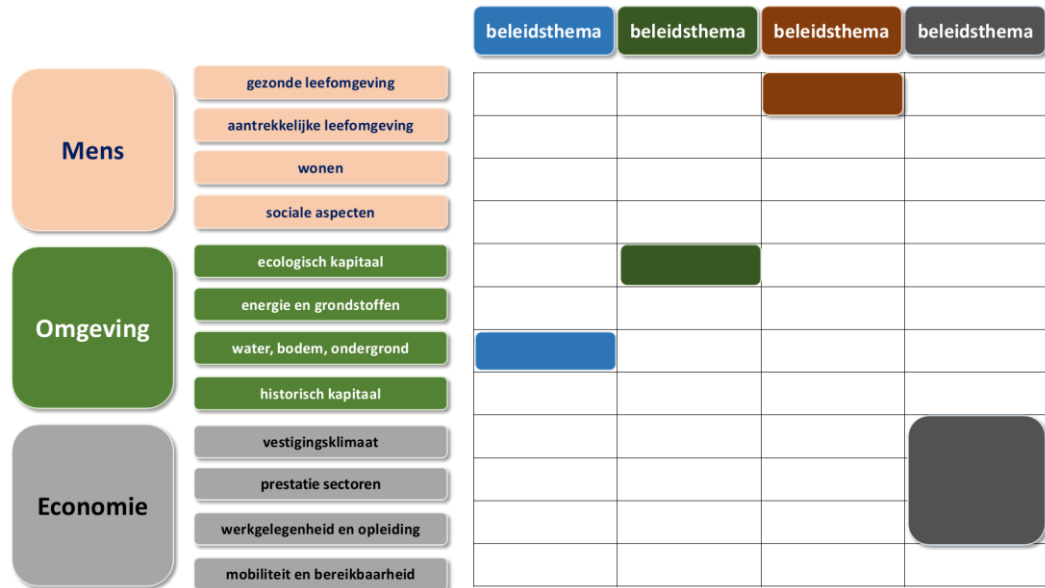 beleidsthema beleidsthema beleidsthema beleidsthema
Mens
gezonde leefomgeving
aantrekkelijke leefomgeving
wonen
sociale aspecten
Omgeving
ecologisch kapitaal
energie en grondstoffen
water, bodem, ondergrond
historisch kapitaal
Economie
vestigingsklimaat
prestatie sectoren
werkgelegenheid en opleiding
mobiliteit en bereikbaarheid